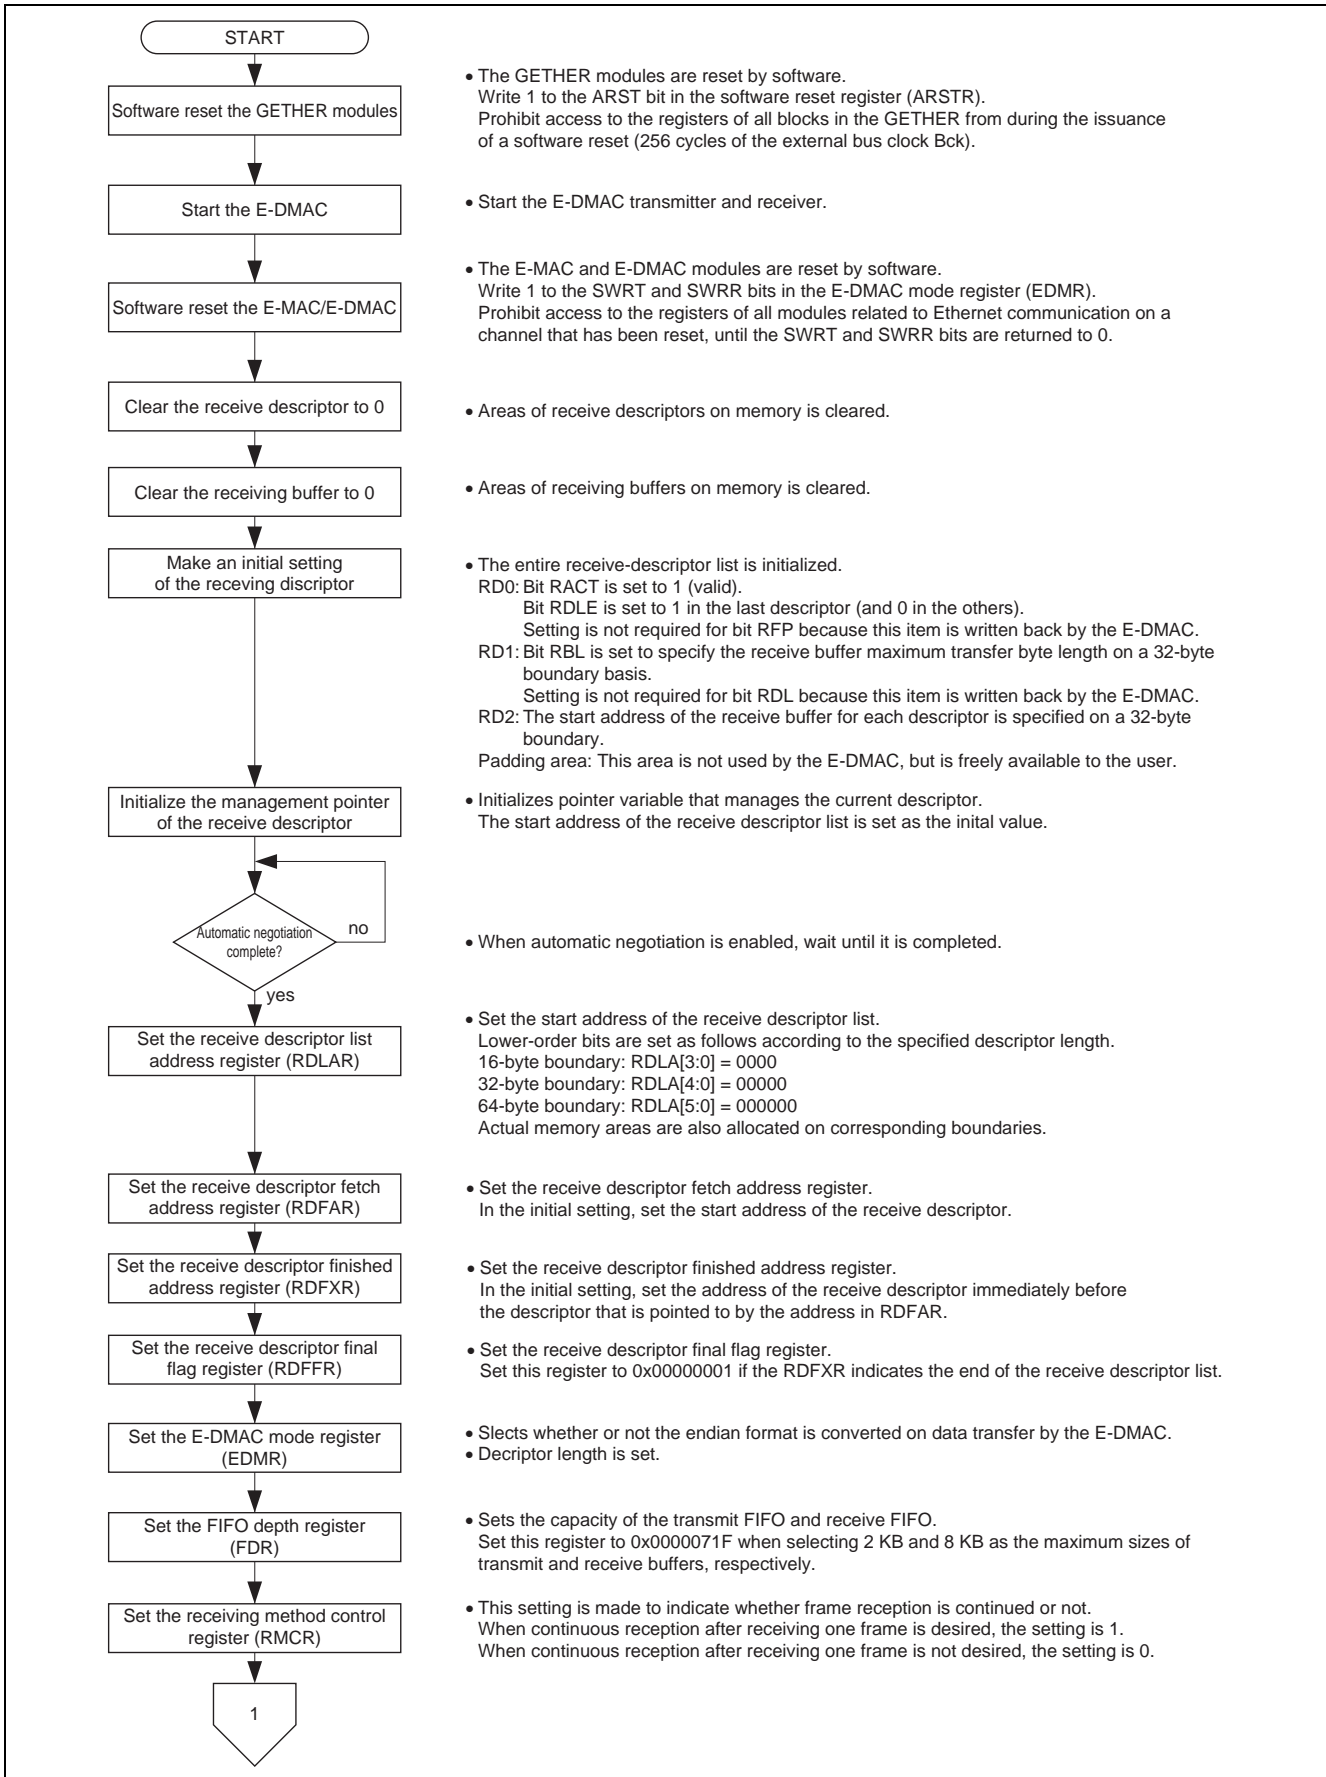 START
Software reset the GETHER modules
• The GETHER modules are reset by software.
Write 1 to the ARST bit in the software reset register (ARSTR).
Prohibit access to the registers of all blocks in the GETHER from during the issuance
of a software reset (256 cycles of the external bus clock Bck).
Start the E-DMAC
• Start the E-DMAC transmitter and receiver.
Software reset the E-MAC/E-DMAC
• The E-MAC and E-DMAC modules are reset by software.
Write 1 to the SWRT and SWRR bits in the E-DMAC mode register (EDMR).
Prohibit access to the registers of all modules related to Ethernet communication on a
channel that has been reset, until the SWRT and SWRR bits are returned to 0.
Clear the receive descriptor to 0
• Areas of receive descriptors on memory is cleared.
Clear the receiving buffer to 0
• Areas of receiving buffers on memory is cleared.
Make an initial setting
of the receving discriptor
• The entire receive-descriptor list is initialized.
RD0: Bit RACT is set to 1 (valid).
Bit RDLE is set to 1 in the last descriptor (and 0 in the others).
Setting is not required for bit RFP because this item is written back by the E-DMAC.
RD1: Bit RBL is set to specify the receive buffer maximum transfer byte length on a 32-byte
boundary basis.
Setting is not required for bit RDL because this item is written back by the E-DMAC.
RD2: The start address of the receive buffer for each descriptor is specified on a 32-byte
boundary.
Padding area: This area is not used by the E-DMAC, but is freely available to the user.
Initialize the management pointer
of the receive descriptor
• Initializes pointer variable that manages the current descriptor.
The start address of the receive descriptor list is set as the inital value.
Automatic negotiation
complete?
no
yes
• When automatic negotiation is enabled, wait until it is completed.
Set the receive descriptor list
address register (RDLAR)
• Set the start address of the receive descriptor list.
Lower-order bits are set as follows according to the specified descriptor length.
16-byte boundary: RDLA[3:0] = 0000
32-byte boundary: RDLA[4:0] = 00000
64-byte boundary: RDLA[5:0] = 000000
Actual memory areas are also allocated on corresponding boundaries.
Set the receive descriptor fetch
address register (RDFAR)
• Set the receive descriptor fetch address register.
In the initial setting, set the start address of the receive descriptor.
Set the receive descriptor finished
address register (RDFXR)
• Set the receive descriptor finished address register.
In the initial setting, set the address of the receive descriptor immediately before
the descriptor that is pointed to by the address in RDFAR.
Set the receive descriptor final
flag register (RDFFR)
• Set the receive descriptor final flag register.
Set this register to 0x00000001 if the RDFXR indicates the end of the receive descriptor list.
Set the E-DMAC mode register
(EDMR)
• Slects whether or not the endian format is converted on data transfer by the E-DMAC.
• Decriptor length is set.
Set the FIFO depth register
(FDR)
• Sets the capacity of the transmit FIFO and receive FIFO.
Set this register to 0x0000071F when selecting 2 KB and 8 KB as the maximum sizes of
transmit and receive buffers, respectively.
Set the receiving method control
register (RMCR)
• This setting is made to indicate whether frame reception is continued or not.
When continuous reception after receiving one frame is desired, the setting is 1.
When continuous reception after receiving one frame is not desired, the setting is 0.
1